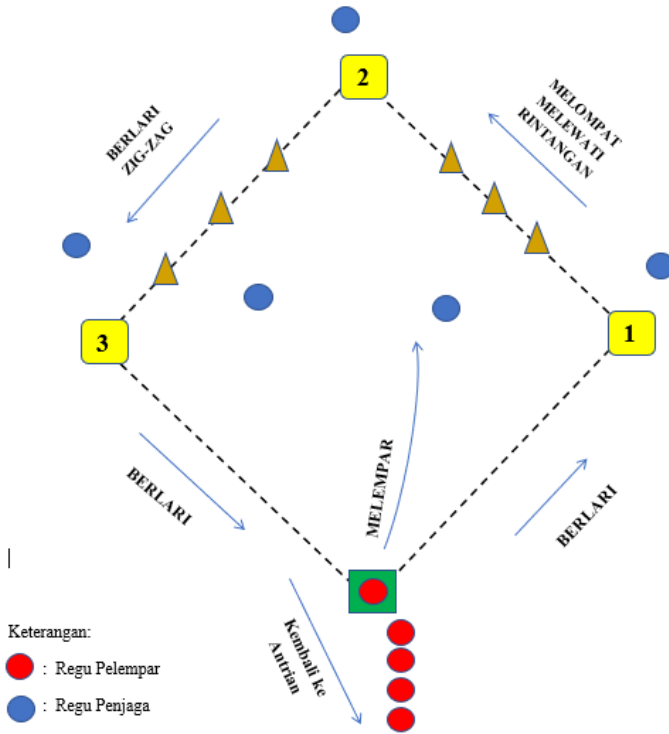 2
BERLARI
ZIG-ZAG
MELOMPAT
MELEWATI
RINTANGAN
3
1
BERLARI
MELEMPAR
BERLARI
Kembali ke
Antrian
Keterangan:
: Regu Pelempar
: Regu Penjaga